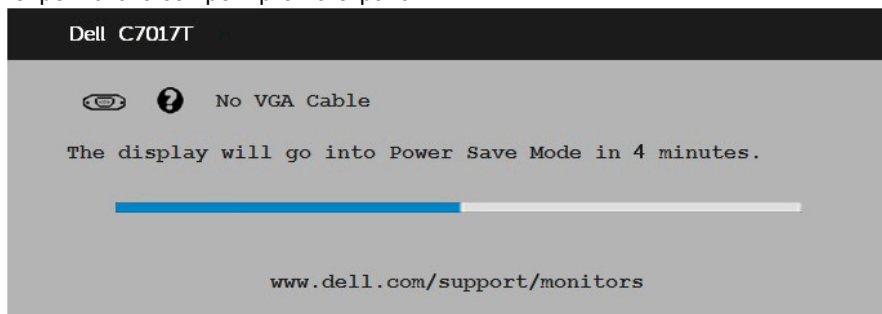 Dell C7017T
No VGA Cable
The display will go into Power Save Mode in 4 minutes.
www.dell.com/support/monitors